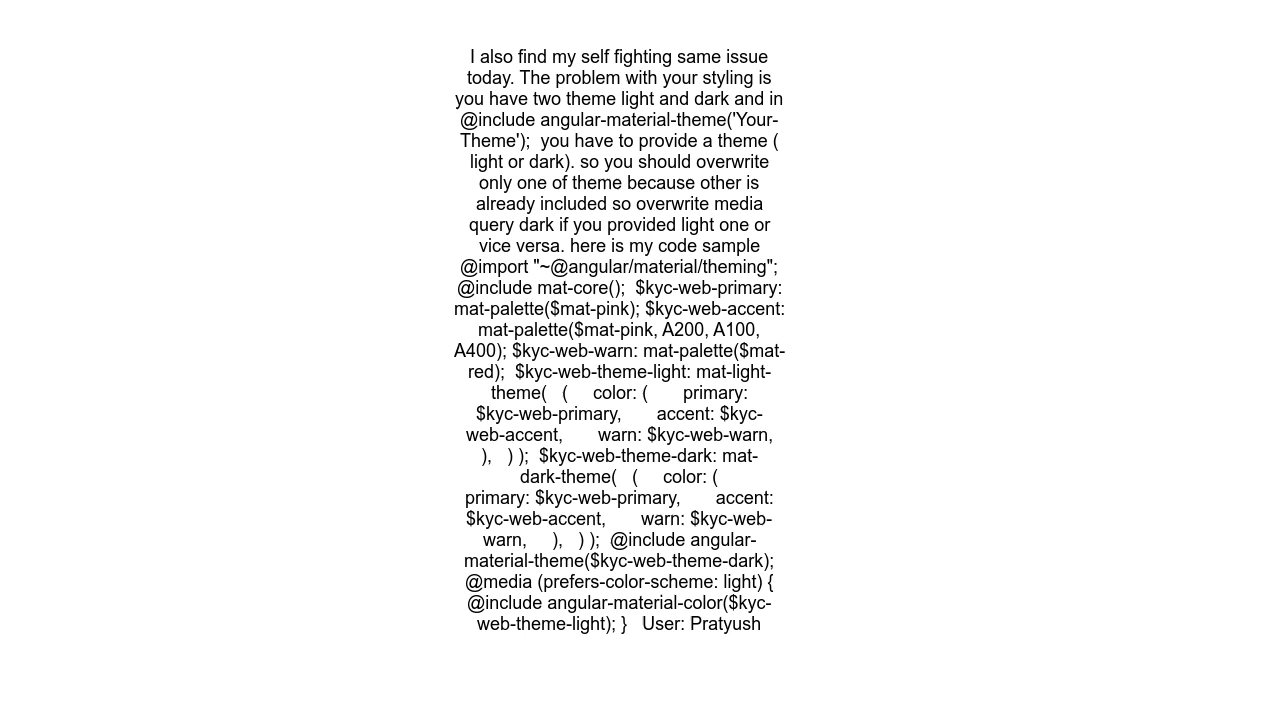 I also find my self fighting same issue
today. The problem with your styling is
you have two theme light and dark and in
@include angular-material-theme('Your-
Theme');  you have to provide a theme (
light or dark). so you should overwrite
only one of theme because other is
already included so overwrite media
query dark if you provided light one or
vice versa. here is my code sample
@import "~@angular/material/theming";
@include mat-core();  $kyc-web-primary:
mat-palette($mat-pink); $kyc-web-accent:
mat-palette($mat-pink, A200, A100,
A400); $kyc-web-warn: mat-palette($mat-
red);  $kyc-web-theme-light: mat-light-
theme(   (     color: (       primary:
$kyc-web-primary,       accent: $kyc-
web-accent,       warn: $kyc-web-warn,
),   ) );  $kyc-web-theme-dark: mat-
dark-theme(   (     color: (
primary: $kyc-web-primary,       accent:
$kyc-web-accent,       warn: $kyc-web-
warn,     ),   ) );  @include angular-
material-theme($kyc-web-theme-dark);
@media (prefers-color-scheme: light) {
@include angular-material-color($kyc-
web-theme-light); }   User: Pratyush